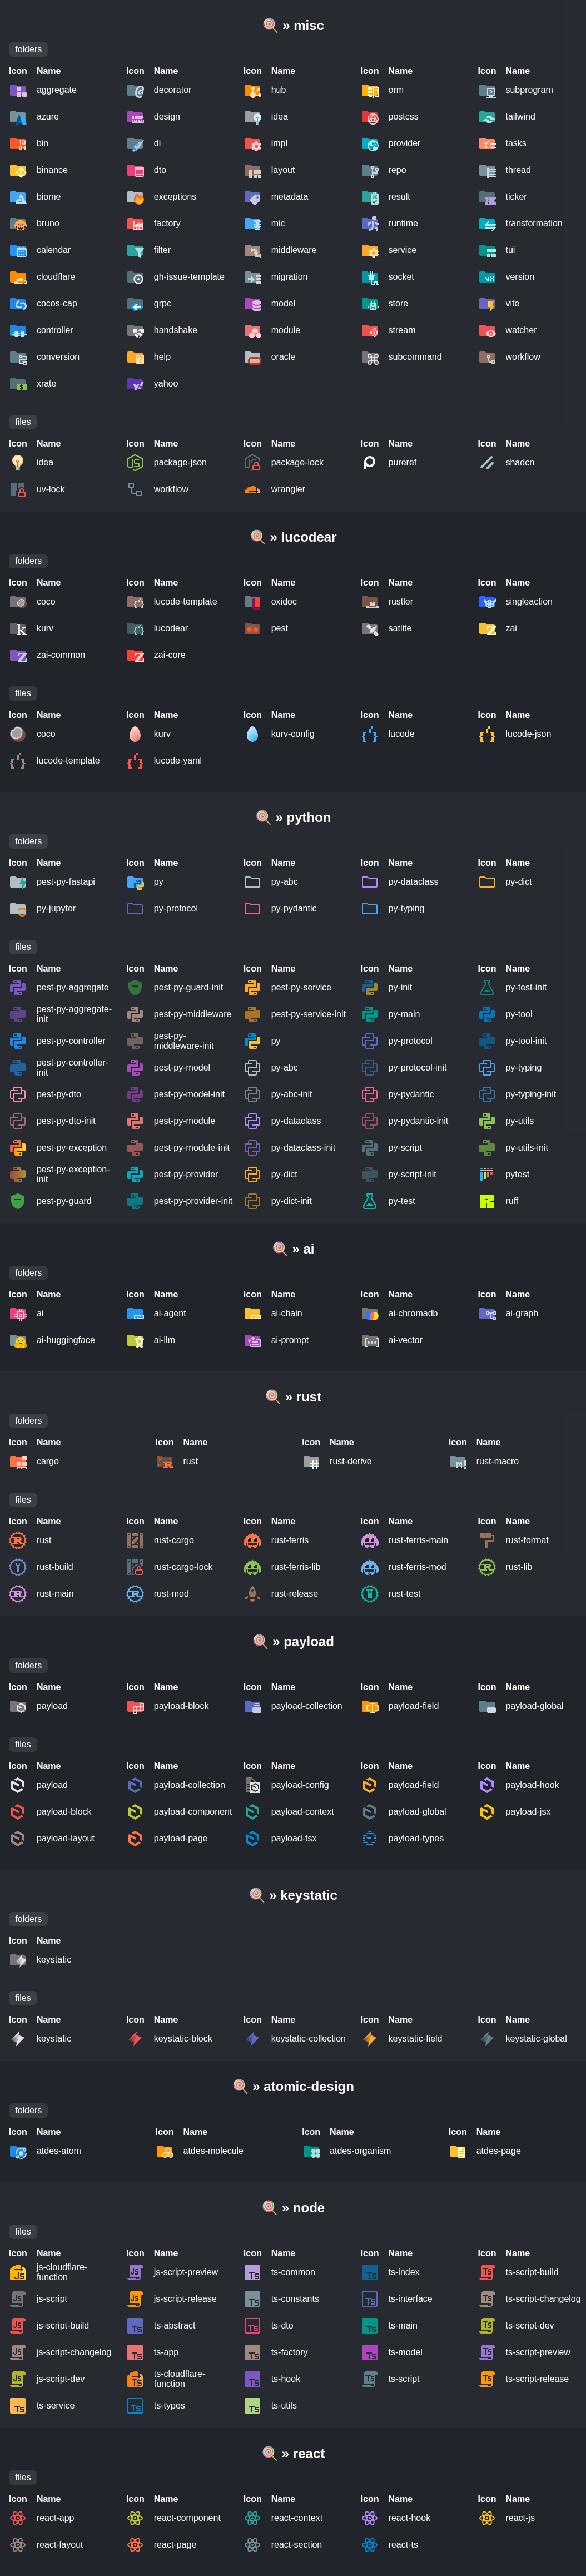 » misc
folders
Icon Name Icon Name Icon Name Icon Name Icon Name
aggregate decorator hub orm subprogram
azure design idea postcss tailwind
bin di impl provider tasks
binance dto layout repo thread
biome exceptions metadata result ticker
bruno factory mic runtime transformation
calendar filter middleware service tui
cloudflare gh-issue-template migration socket version
cocos-cap grpc model store vite
controller handshake module stream watcher
conversion help oracle subcommand workflow
xrate yahoo
files
Icon Name Icon Name Icon Name Icon Name Icon Name
idea package-json package-lock pureref shadcn
uv-lock workflow wrangler
» lucodear
folders
Icon Name Icon Name Icon Name Icon Name Icon Name
coco lucode-template oxidoc rustler singleaction
kurv lucodear pest satlite zai
zai-common zai-core
files
Icon Name Icon Name Icon Name Icon Name Icon Name
coco kurv kurv-config lucode lucode-json
lucode-template lucode-yaml
» python
folders
Icon Name Icon Name Icon Name Icon Name Icon Name
pest-py-fastapi py py-abc py-dataclass py-dict
py-jupyter py-protocol py-pydantic py-typing
files
Icon Name Icon Name Icon Name Icon Name Icon Name
pest-py-aggregate pest-py-guard-init pest-py-service py-init py-test-init
pest-py-aggregate-init pest-py-middleware pest-py-service-init py-main py-tool
pest-py-controller pest-py-middleware-init py py-protocol py-tool-init
pest-py-controller-init pest-py-model py-abc py-protocol-init py-typing
pest-py-dto pest-py-model-init py-abc-init py-pydantic py-typing-init
pest-py-dto-init pest-py-module py-dataclass py-pydantic-init py-utils
pest-py-exception pest-py-module-init py-dataclass-init py-script py-utils-init
pest-py-exception-init pest-py-provider py-dict py-script-init pytest
pest-py-guard pest-py-provider-init py-dict-init py-test ruff
» ai
folders
Icon Name Icon Name Icon Name Icon Name Icon Name
ai ai-agent ai-chain ai-chromadb ai-graph
ai-huggingface ai-llm ai-prompt ai-vector
» rust
folders
Icon Name Icon Name Icon Name Icon Name
cargo rust rust-derive rust-macro
files
Icon Name Icon Name Icon Name Icon Name Icon Name
rust rust-cargo rust-ferris rust-ferris-main rust-format
rust-build rust-cargo-lock rust-ferris-lib rust-ferris-mod rust-lib
rust-main rust-mod rust-release rust-test
» payload
folders
Icon Name Icon Name Icon Name Icon Name Icon Name
payload payload-block payload-collection payload-field payload-global
files
Icon Name Icon Name Icon Name Icon Name Icon Name
payload payload-collection payload-config payload-field payload-hook
payload-block payload-component payload-context payload-global payload-jsx
payload-layout payload-page payload-tsx payload-types
» keystatic
folders
Icon Name
keystatic
files
Icon Name Icon Name Icon Name Icon Name Icon Name
keystatic keystatic-block keystatic-collection keystatic-field keystatic-global
» atomic-design
folders
Icon Name Icon Name Icon Name Icon Name
atdes-atom atdes-molecule atdes-organism atdes-page
» node
files
Icon Name Icon Name Icon Name Icon Name Icon Name
js-cloudflare-function js-script-preview ts-common ts-index ts-script-build
js-script js-script-release ts-constants ts-interface ts-script-changelog
js-script-build ts-abstract ts-dto ts-main ts-script-dev
js-script-changelog ts-app ts-factory ts-model ts-script-preview
js-script-dev ts-cloudflare-function ts-hook ts-script ts-script-release
ts-service ts-types ts-utils
» react
files
Icon Name Icon Name Icon Name Icon Name Icon Name
react-app react-component react-context react-hook react-js
react-layout react-page react-section react-ts